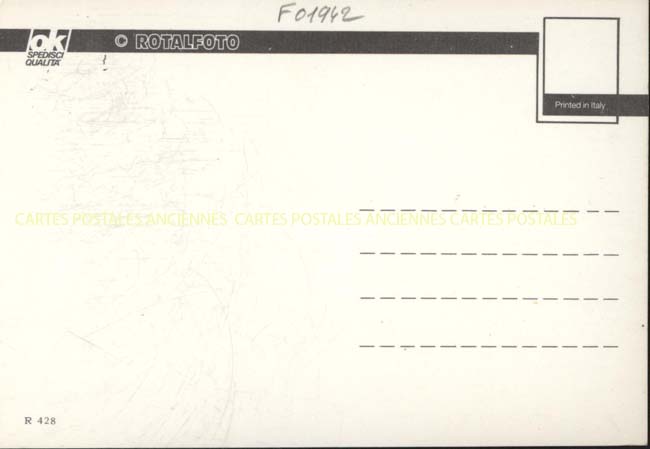 F01942
ok
SPEDISCI
QUALITÀ
© ROTALFOTO
Printed in Italy
CARTES POSTALES ANCIENNES CARTES POSTALES ANCIENNES CARTES POSTALES
R 428